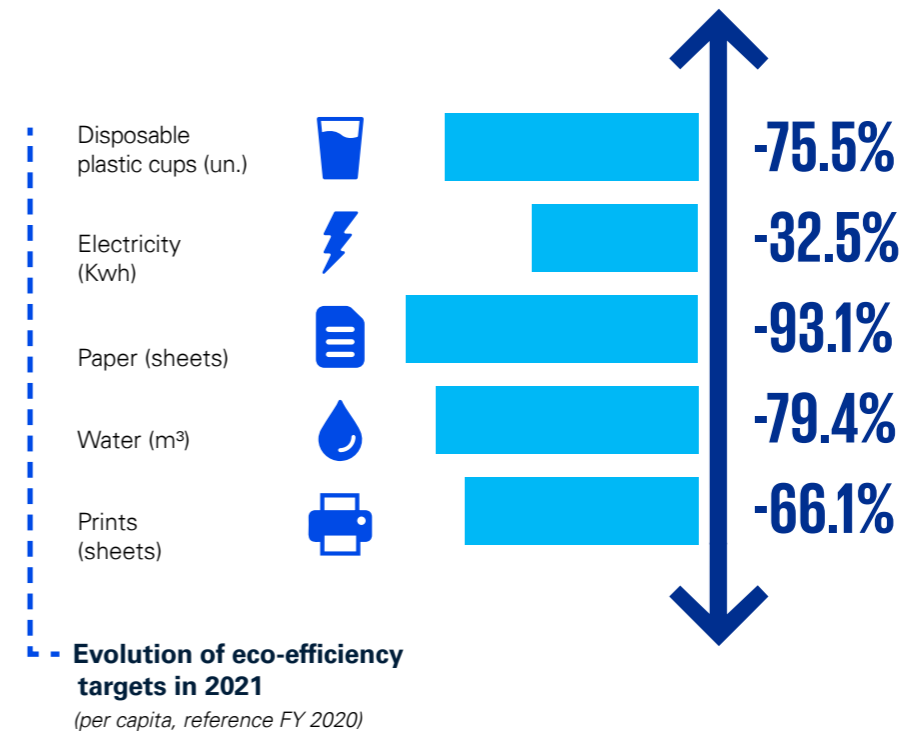 Disposable
plastic cups (un.)
-75.5%
Electricity
(Kwh)
-32.5%
Paper (sheets)
-93.1%
Water (m³)
-79.4%
Prints
(sheets)
-66.1%
Evolution of eco-efficiency
targets in 2021
(per capita, reference FY 2020)